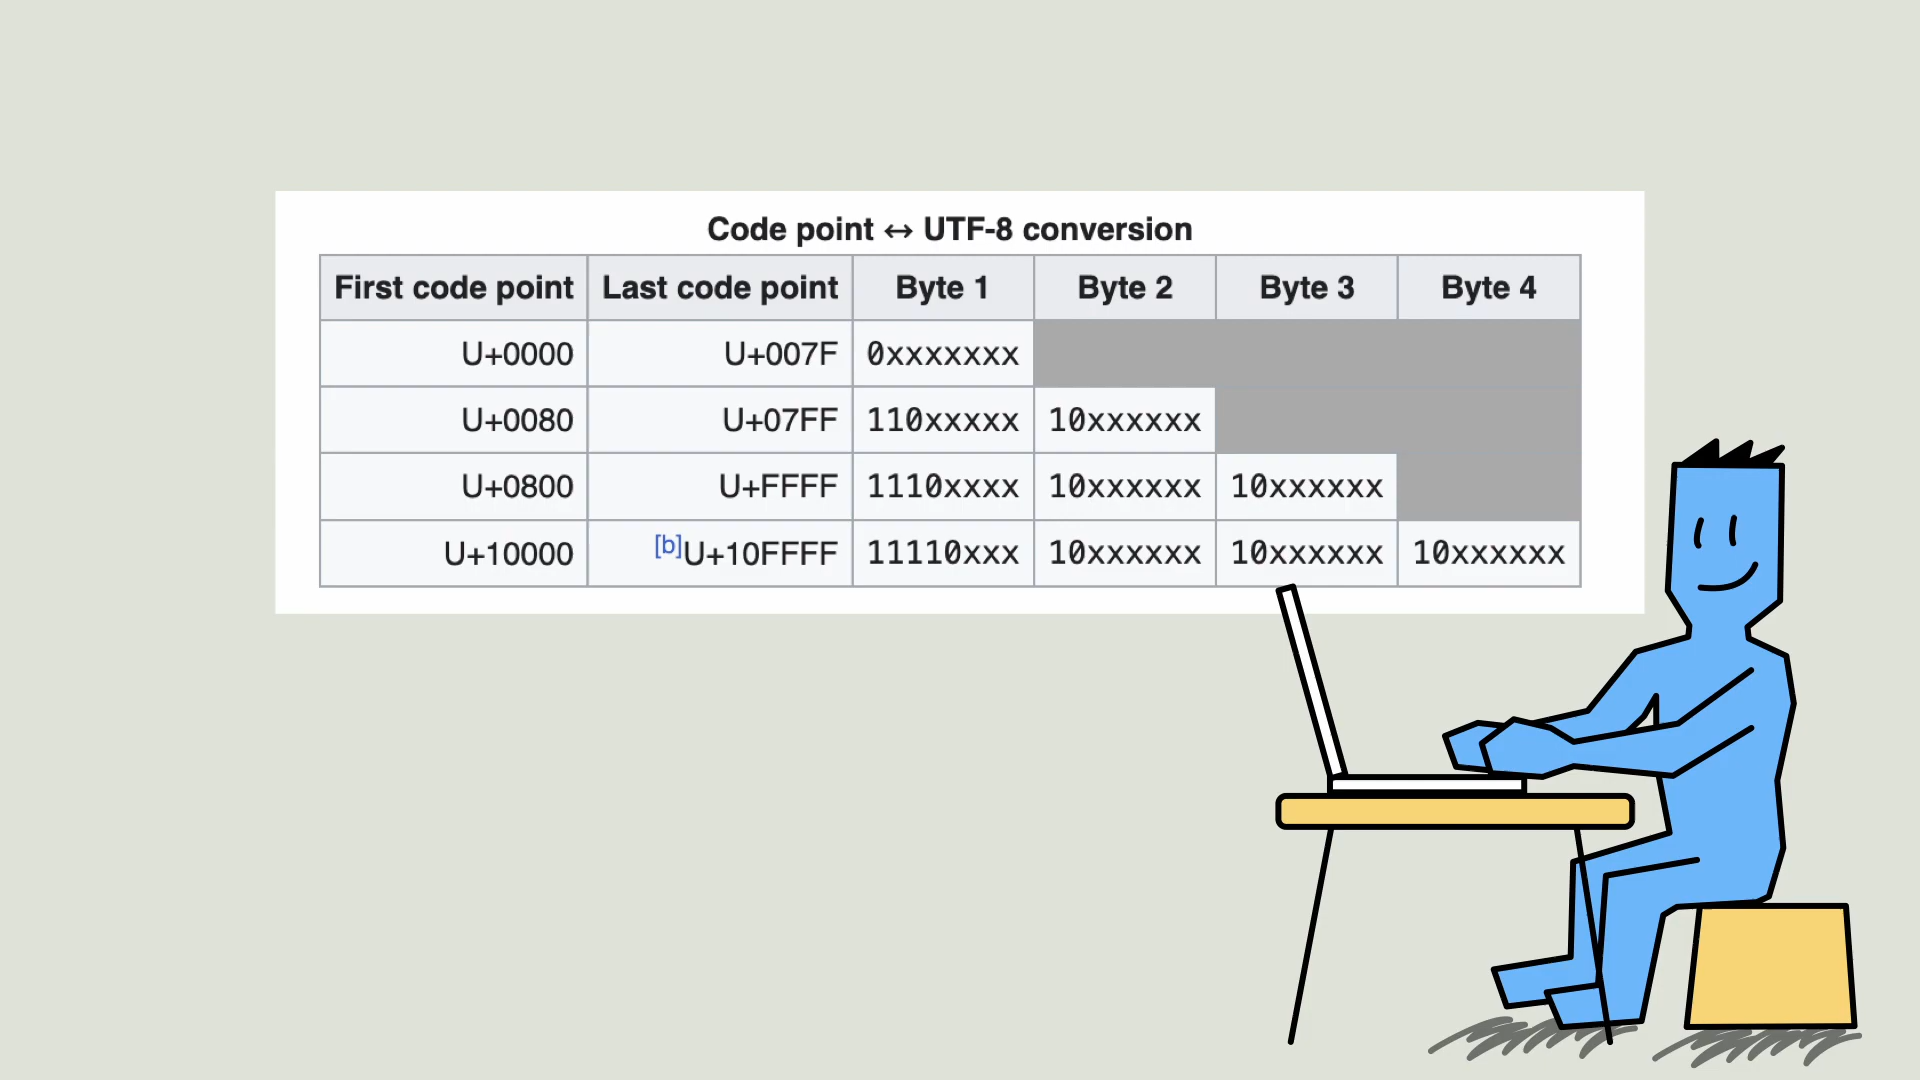 Code point ↔ UTF-8 conversion
First code point Last code point Byte 1 Byte 2 Byte 3 Byte 4
U+0000 U+007F 0xxxxxxx
U+0080 U+07FF 110xxxxx 10xxxxxx
U+0800 U+FFFF 1110xxxx 10xxxxxx 10xxxxxx
U+10000 [b]U+10FFFF 11110xxx 10xxxxxx 10xxxxxx 10xxxxxx